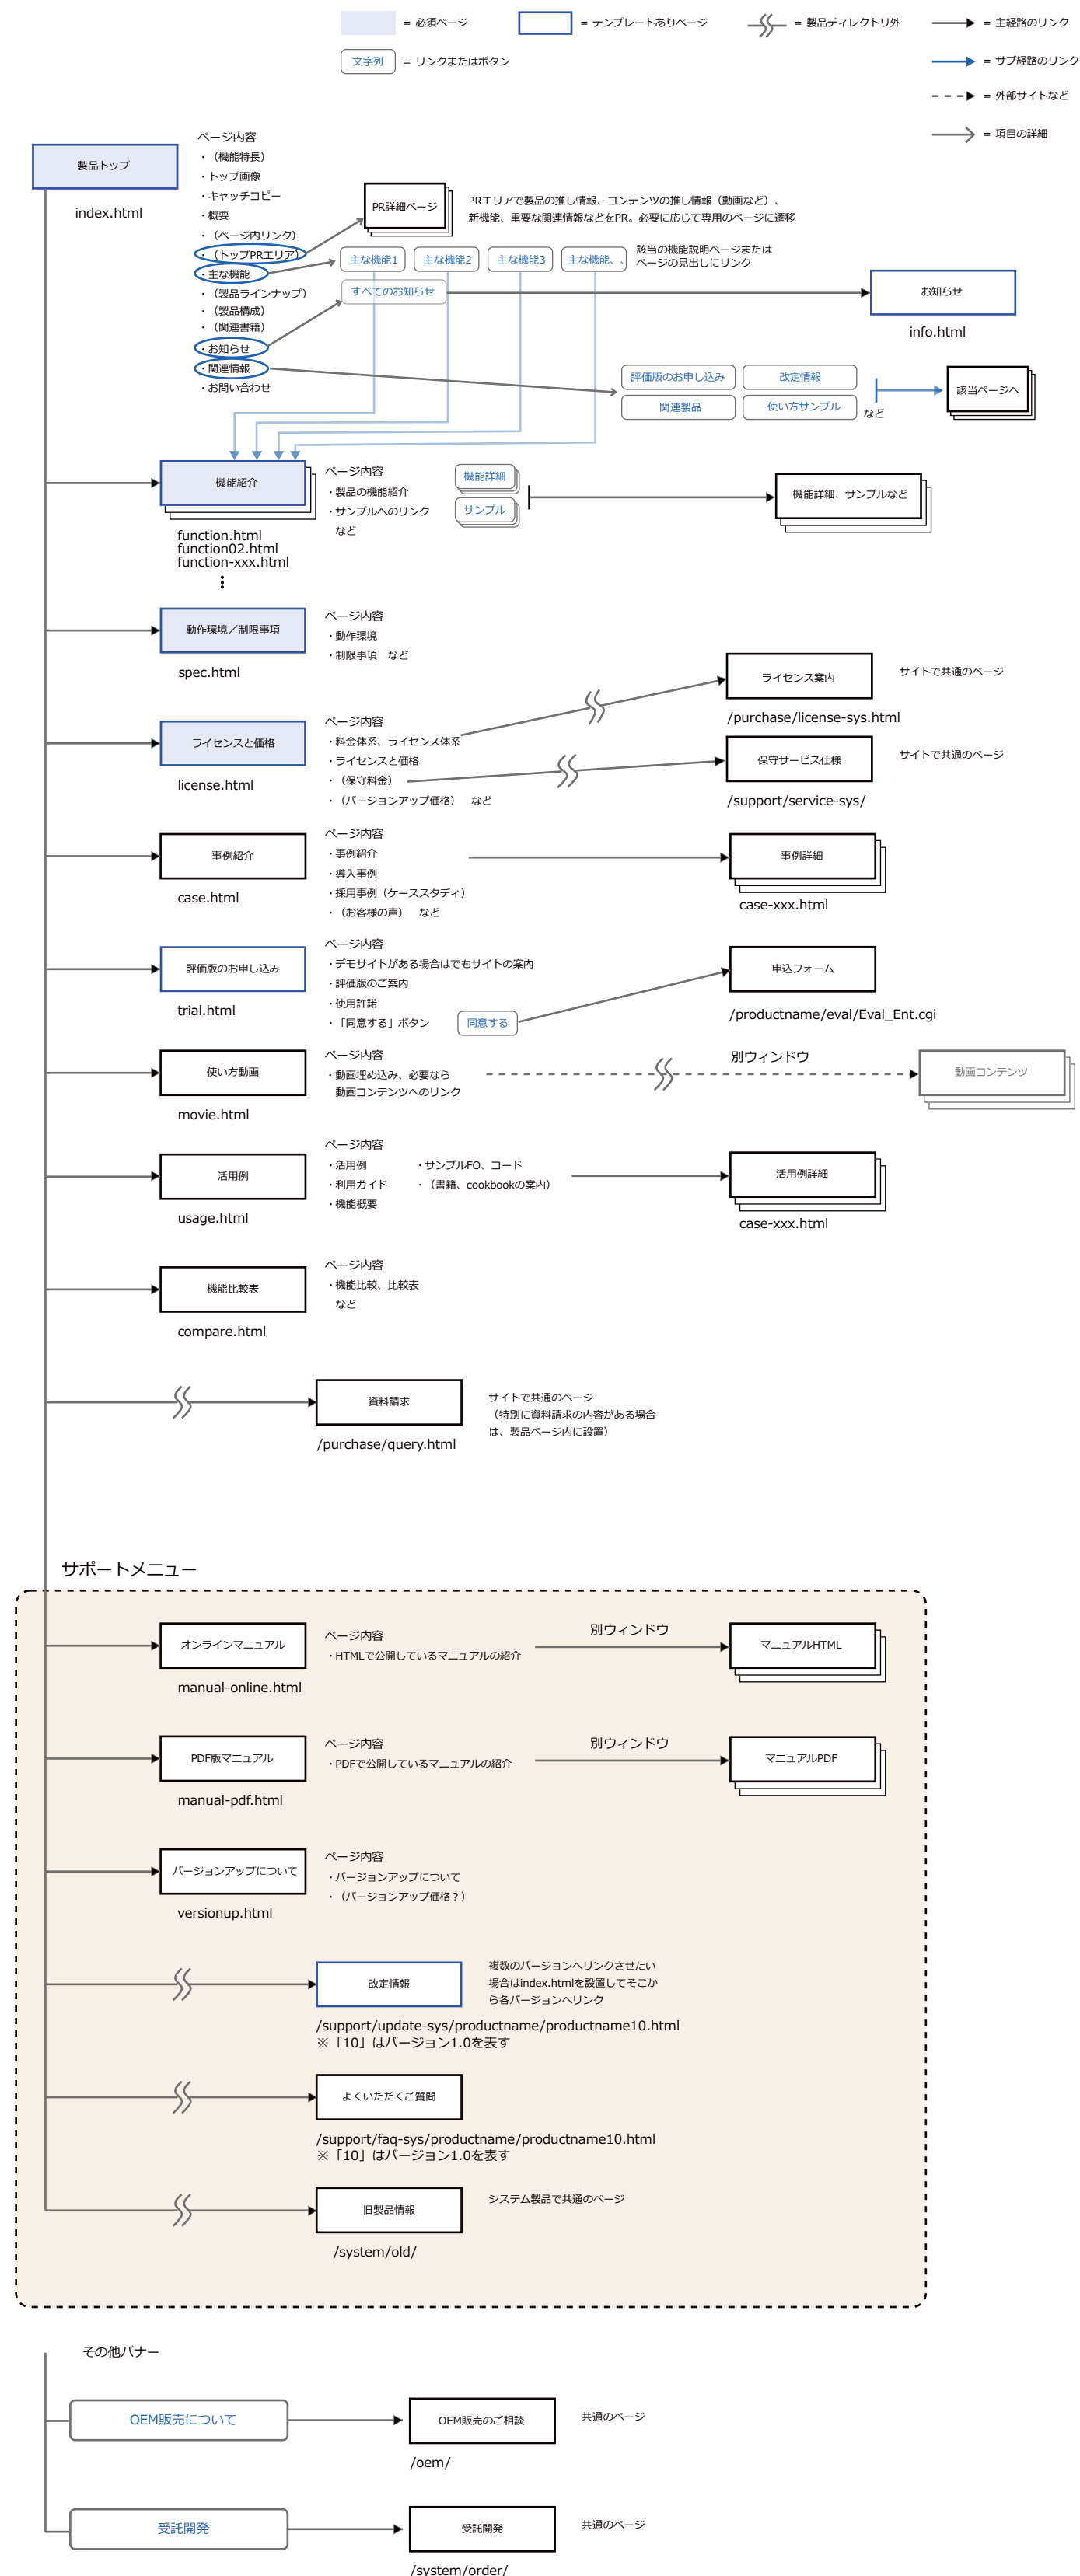 = 必須ページ
= テンプレートありページ
= 製品ディレクトリ外
= 主経路のリンク
文字列
= リンクまたはボタン
= サブ経路のリンク
= 外部サイトなど
= 項目の詳細
製品トップ
index.html
ページ内容
・（機能特長）
・トップ画像
・キャッチコピー
・概要
・（ページ内リンク）
・（トップPRエリア）
・主な機能
・（製品ラインナップ）
・（製品構成）
・（関連書籍）
・お知らせ
・関連情報
・お問い合わせ
PR詳細ページ
PRエリアで製品の推し情報、コンテンツの推し情報（動画など）、
新機能、重要な関連情報などをPR。必要に応じて専用のページに遷移
主な機能1
主な機能2
主な機能3
主な機能、、
該当の機能説明ページまたは
ページの見出しにリンク
すべてのお知らせ
お知らせ
info.html
評価版のお申し込み
改定情報
関連製品
使い方サンプル
など
該当ページへ
機能紹介
function.html
function02.html
function-xxx.html
ページ内容
・製品の機能紹介
・サンプルへのリンク
など
機能詳細
サンプル
機能詳細、サンプルなど
動作環境／制限事項
spec.html
ページ内容
・動作環境
・制限事項　など
ライセンスと価格
license.html
ページ内容
・料金体系、ライセンス体系
・ライセンスと価格
・（保守料金）
・（バージョンアップ価格）　など
ライセンス案内
サイトで共通のページ
/purchase/license-sys.html
保守サービス仕様
サイトで共通のページ
/support/service-sys/
事例紹介
case.html
ページ内容
・事例紹介
・導入事例
・採用事例（ケーススタディ）
・（お客様の声）　など
事例詳細
case-xxx.html
評価版のお申し込み
trial.html
ページ内容
・デモサイトがある場合はでもサイトの案内
・評価版のご案内
・使用許諾
・「同意する」ボタン
同意する
申込フォーム
/productname/eval/Eval_Ent.cgi
使い方動画
movie.html
ページ内容
・動画埋め込み、必要なら
動画コンテンツへのリンク
別ウィンドウ
動画コンテンツ
活用例
usage.html
ページ内容
・活用例
・利用ガイド
・機能概要
・サンプルFO、コード
・（書籍、cookbookの案内）
活用例詳細
case-xxx.html
機能比較表
compare.html
ページ内容
・機能比較、比較表
など
資料請求
/purchase/query.html
サイトで共通のページ
（特別に資料請求の内容がある場合
は、製品ページ内に設置）
サポートメニュー
オンラインマニュアル
manual-online.html
ページ内容
・HTMLで公開しているマニュアルの紹介
別ウィンドウ
マニュアルHTML
PDF版マニュアル
manual-pdf.html
ページ内容
・PDFで公開しているマニュアルの紹介
別ウィンドウ
マニュアルPDF
バージョンアップについて
versionup.html
ページ内容
・バージョンアップについて
・（バージョンアップ価格？）
改定情報
複数のバージョンへリンクさせたい
場合はindex.htmlを設置してそこか
ら各バージョンへリンク
/support/update-sys/productname/productname10.html
※「10」はバージョン1.0を表す
よくいただくご質問
/support/faq-sys/productname/productname10.html
※「10」はバージョン1.0を表す
旧製品情報
システム製品で共通のページ
/system/old/
その他バナー
OEM販売について
OEM販売のご相談
共通のページ
/oem/
受託開発
受託開発
共通のページ
/system/order/